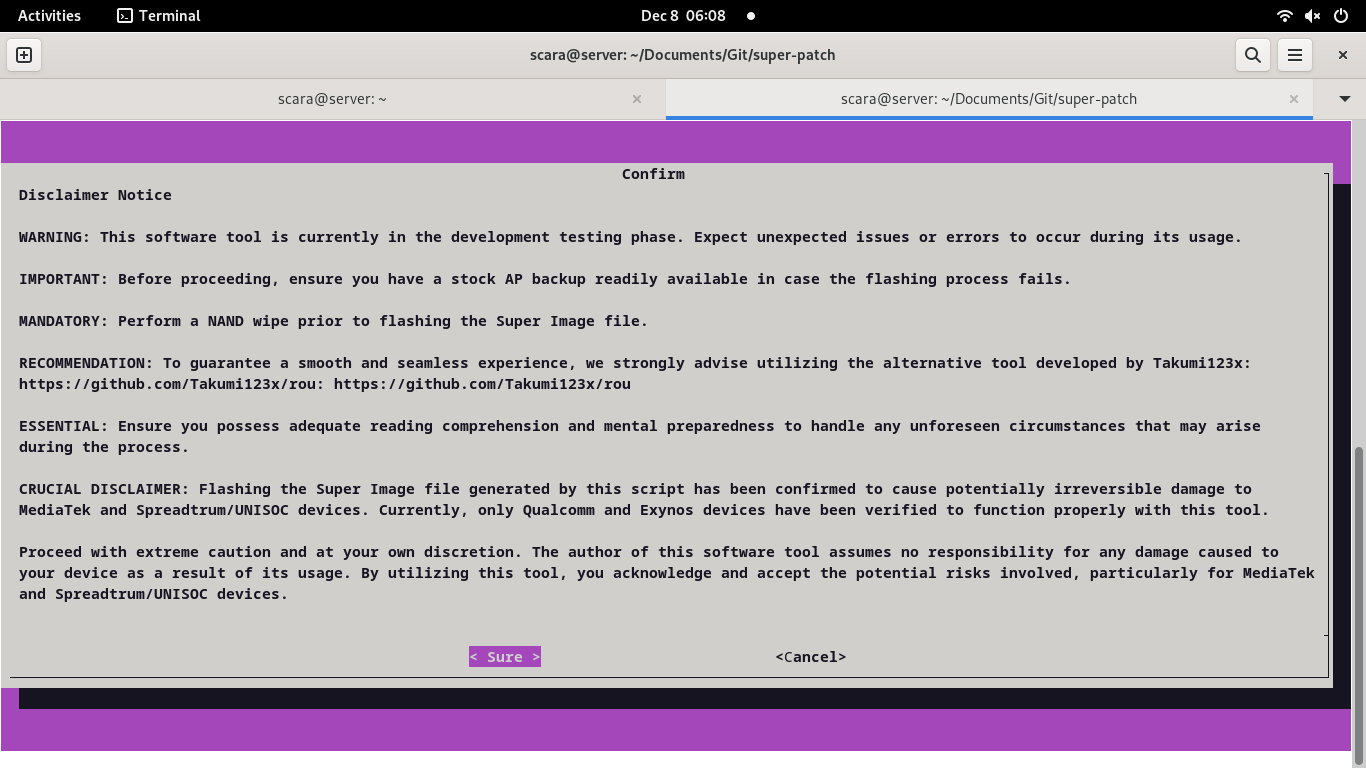 Activities
Terminal
Dec 8 06:08
scara@server: ~/Documents/Git/super-patch
scara@server: ~
scara@server: ~/Documents/Git/super-patch
Confirm
Disclaimer Notice
WARNING: This software tool is currently in the development testing phase. Expect unexpected issues or errors to occur during its usage.
IMPORTANT: Before proceeding, ensure you have a stock AP backup readily available in case the flashing process fails.
MANDATORY: Perform a NAND wipe prior to flashing the Super Image file.
RECOMMENDATION: To guarantee a smooth and seamless experience, we strongly advise utilizing the alternative tool developed by Takumi123x:
https://github.com/Takumi123x/rou: https://github.com/Takumi123x/rou
ESSENTIAL: Ensure you possess adequate reading comprehension and mental preparedness to handle any unforeseen circumstances that may arise
during the process.
CRUCIAL DISCLAIMER: Flashing the Super Image file generated by this script has been confirmed to cause potentially irreversible damage to
MediaTek and Spreadtrum/UNISOC devices. Currently, only Qualcomm and Exynos devices have been verified to function properly with this tool.
Proceed with extreme caution and at your own discretion. The author of this software tool assumes no responsibility for any damage caused to
your device as a result of its usage. By utilizing this tool, you acknowledge and accept the potential risks involved, particularly for MediaTek
and Spreadtrum/UNISOC devices.
< Sure >
<Cancel>